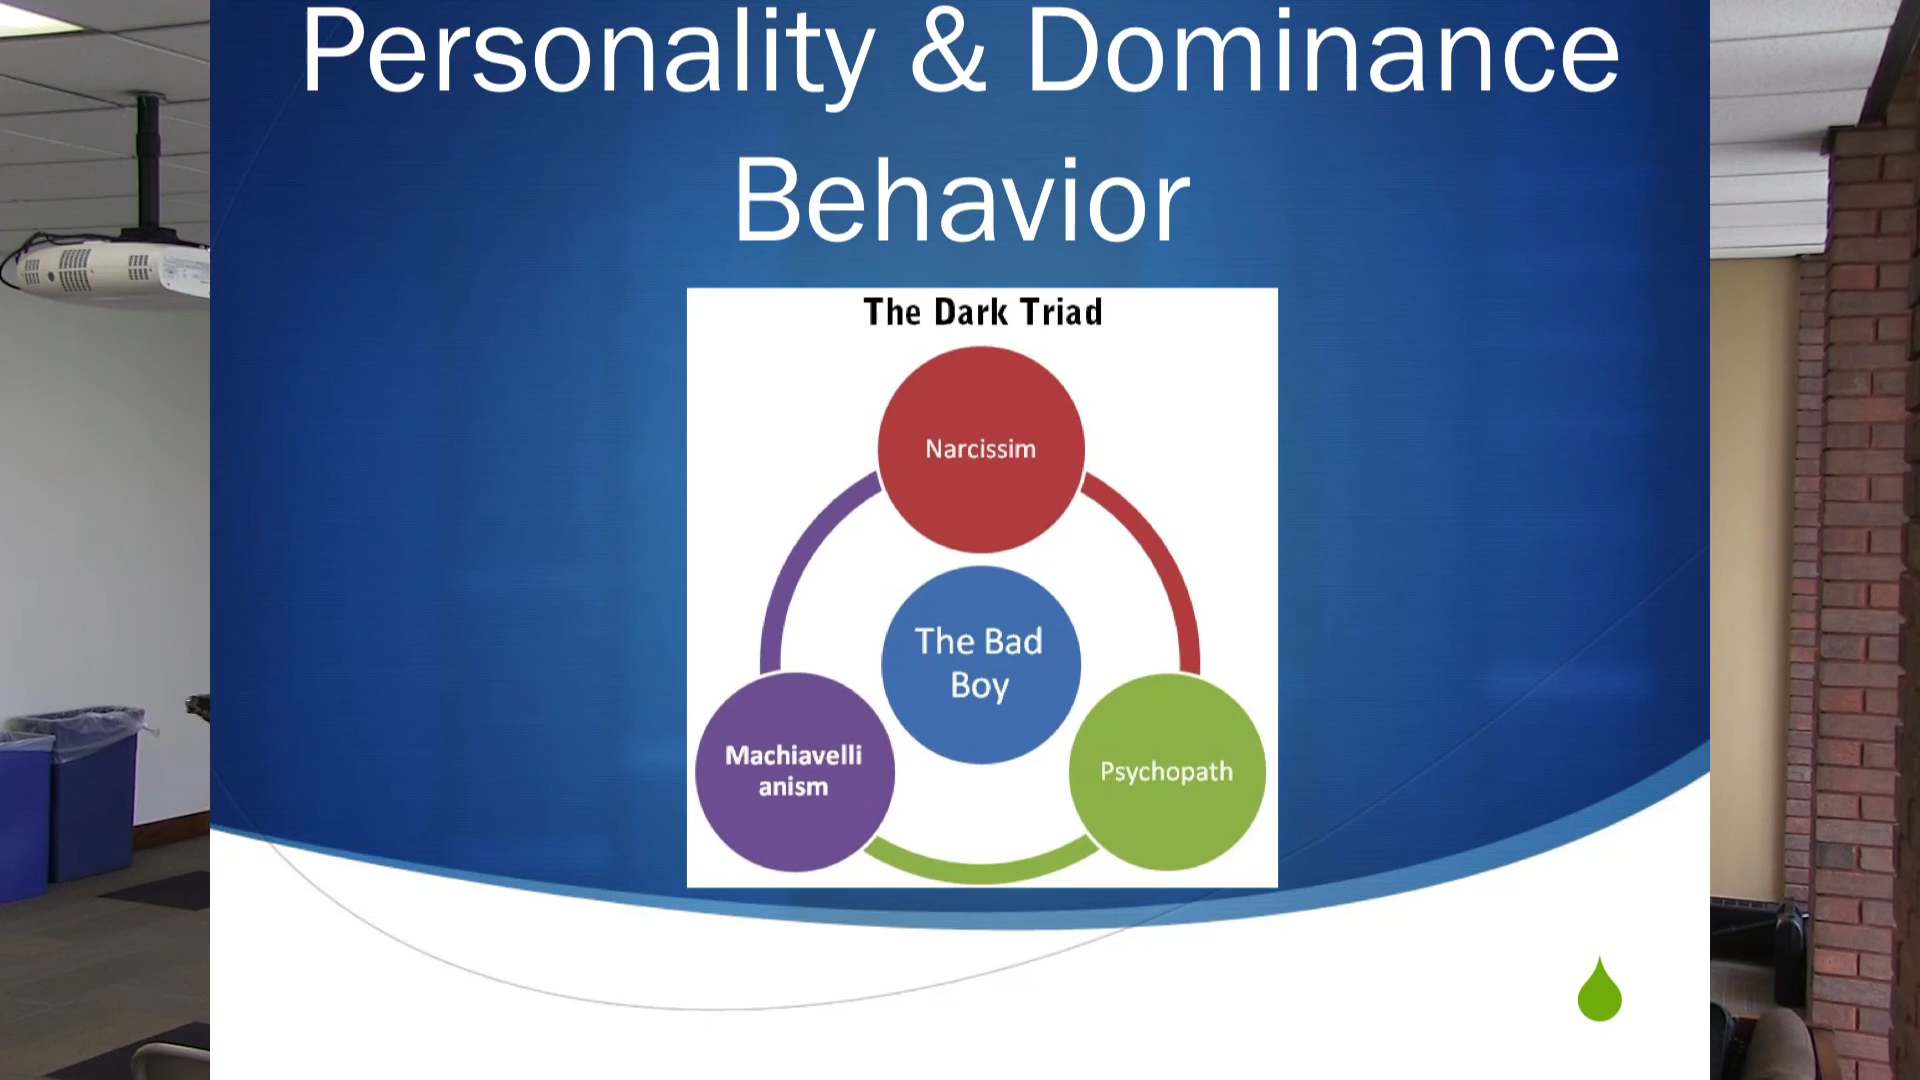 Personality & Dominance
Behavior
The Dark Triad
Narcissim
The Bad
Boy
Machiavelli
anism
Psychopath